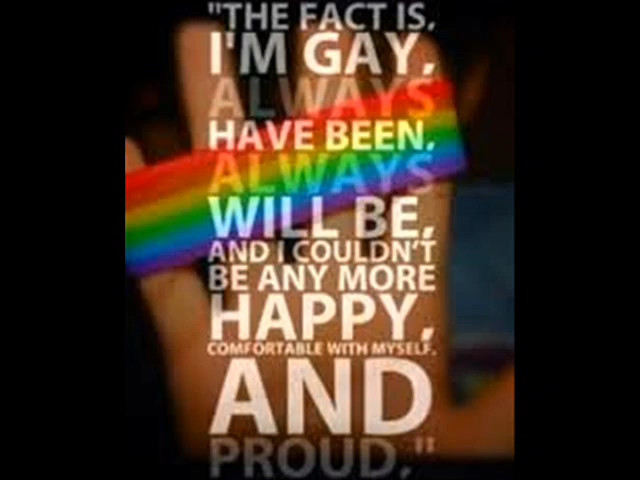 "THE FACT IS,
I'M GAY,
ALWAYS
HAVE BEEN,
ALWAYS
WILL BE,
AND I COULDN'T
BE ANY MORE
HAPPY,
COMFORTABLE WITH MYSELF,
AND
PROUD."